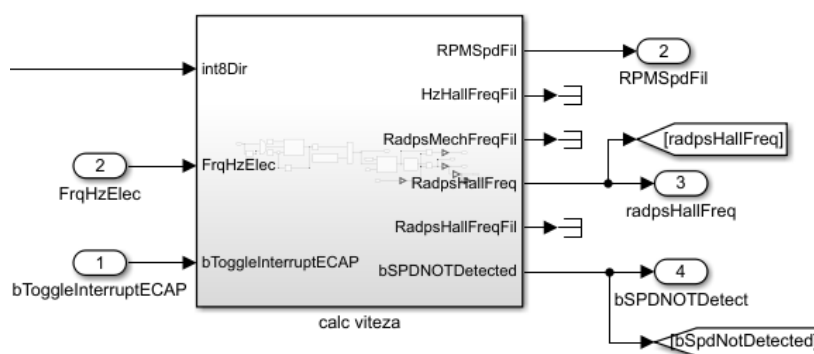 int8Dir
RPMSpdFil
2
RPMSpdFil
HzHallFreqFil
RadpsMechFreqFil
[radpsHallFreq]
2
FrqHzElec
FrqHzElec
RadpsHallFreq
3
radpsHallFreq
RadpsHallFreqFil
1
bToggleInterruptECAP
bToggleInterruptECAP
bSPDNOTDetected
4
bSPDNOTDetect
calc viteza
[bSpdNotDetected]